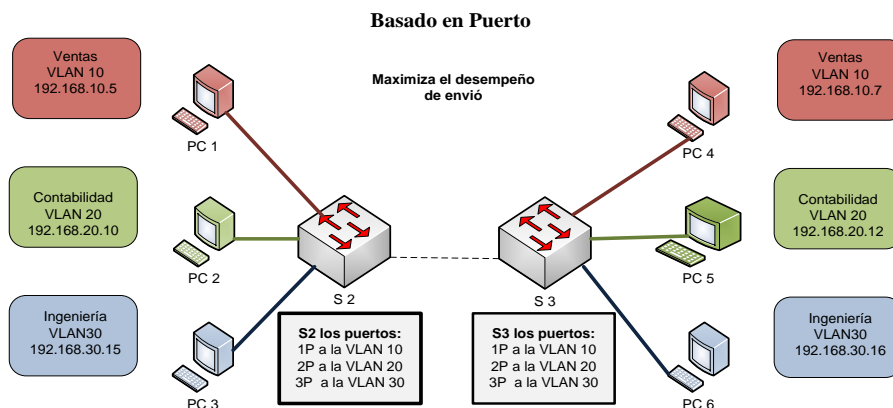 Basado en Puerto
Ventas
VLAN 10
192.168.10.5
PC 1
Maximiza el desempeño
de envió
Ventas
VLAN 10
192.168.10.7
PC 4
Contabilidad
VLAN 20
192.168.20.10
PC 2
S 2
S 3
Contabilidad
VLAN 20
192.168.20.12
PC 5
Ingeniería
VLAN30
192.168.30.15
PC 3
S2 los puertos:
1P a la VLAN 10
2P a la VLAN 20
3P a la VLAN 30
S3 los puertos:
1P a la VLAN 10
2P a la VLAN 20
3P a la VLAN 30
Ingeniería
VLAN30
192.168.30.16
PC 6